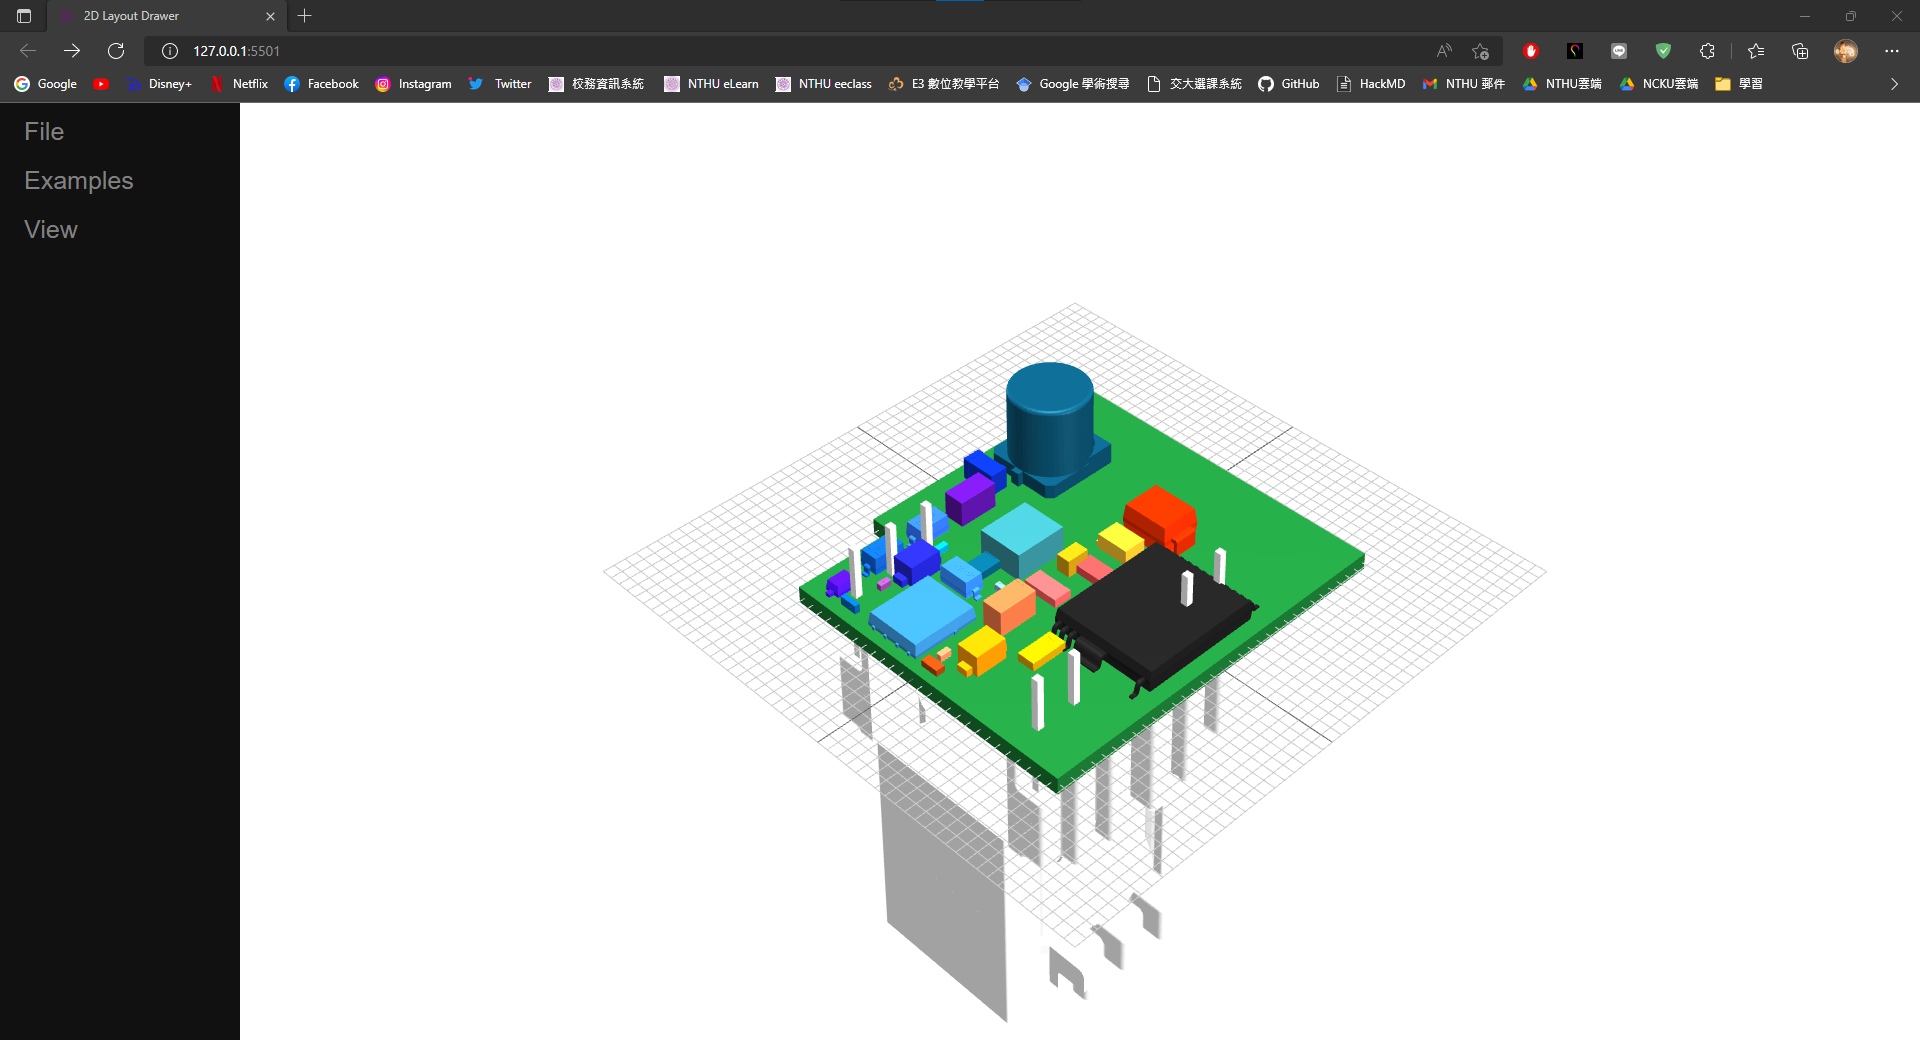 2D Layout Drawer
127.0.0.1:5501
Google Disney+ Netflix Facebook Instagram Twitter 校務資訊系統 NTHU eLearn NTHU eeclass E3 數位教學平台 Google 學術搜尋 交大選課系統 GitHub HackMD NTHU 郵件 NTHU雲端 NCKU雲端 學習
File
Examples
View